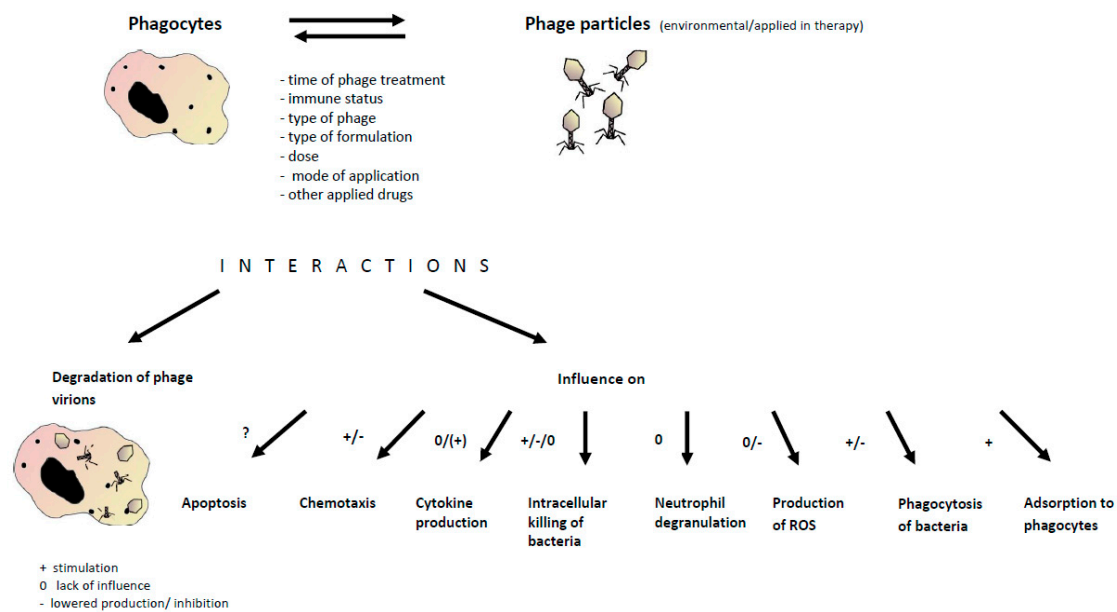 Phagocytes
Phage particles (environmental/applied in therapy)
- time of phage treatment
- immune status
- type of phage
- type of formulation
- dose
- mode of application
- other applied drugs
I N T E R A C T I O N S
Degradation of phage
virions
Influence on
?
+/-
0/(+)
+/-/0
0
0/-
+/-
+
Apoptosis
Chemotaxis
Cytokine
production
Intracellular
killing of
bacteria
Neutrophil
degranulation
Production
of ROS
Phagocytosis
of bacteria
Adsorption to
phagocytes
+ stimulation
0 lack of influence
- lowered production/ inhibition